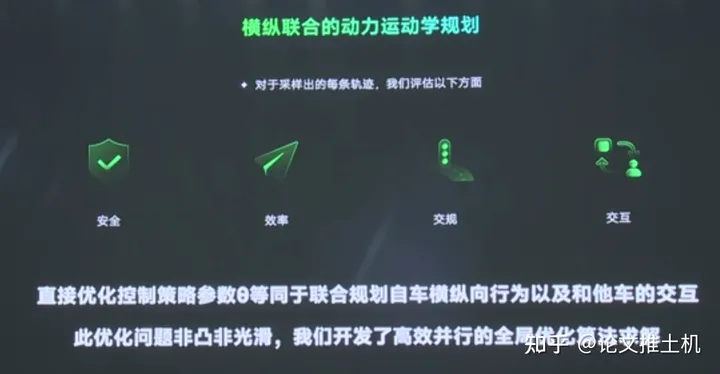 横纵联合的动力运动学规划
✦ 对于采样出的每条轨迹，我们评估以下方面
安全
效率
交规
交互
直接优化控制策略参数θ等同于联合规划自车横纵向行为以及和他车的交互
此优化问题非凸非光滑，我们开发了高效并行的全局优化算法求解
知乎 @论文推土机